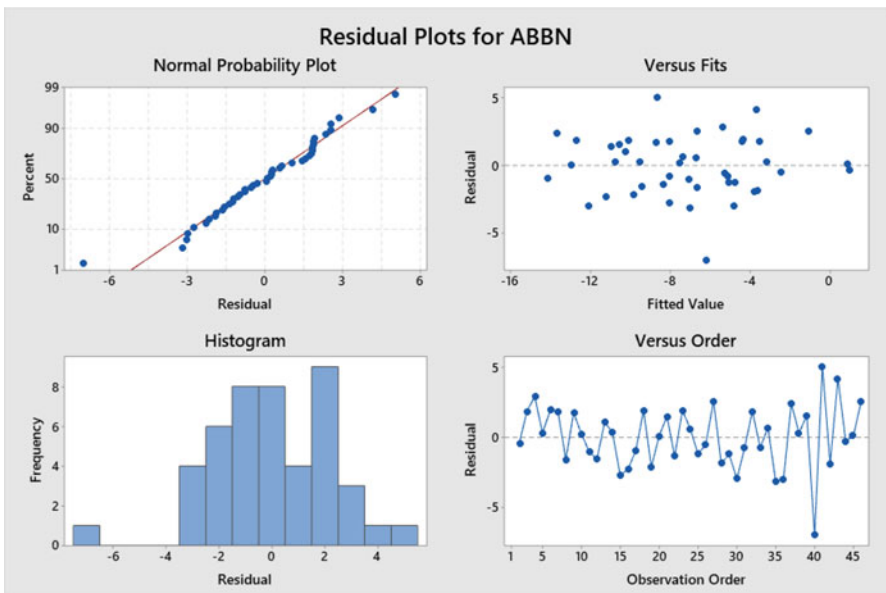 Residual Plots for ABBN
Normal Probability Plot
99
90
50
10
1
Percent
-6 -3 0 3 6
Residual
Versus Fits
5
0
-5
Residual
-16 -12 -8 -4 0
Fitted Value
Histogram
8
6
4
2
0
Frequency
-6 -4 -2 0 2 4
Residual
Versus Order
5
0
-5
Residual
1 5 10 15 20 25 30 35 40 45
Observation Order